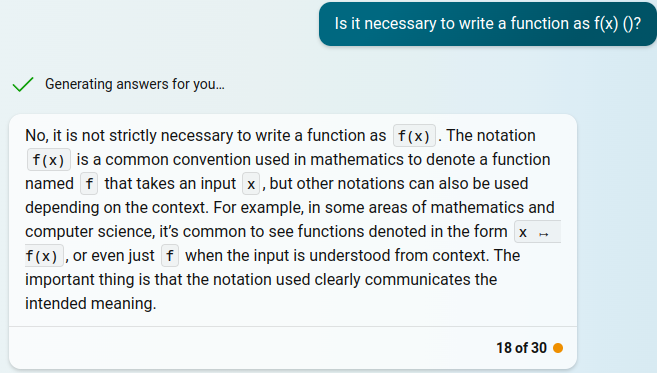 Is it necessary to write a function as f(x) ()?
Generating answers for you...
No, it is not strictly necessary to write a function as f(x) . The notation
f(x) is a common convention used in mathematics to denote a function
named f that takes an input x , but other notations can also be used
depending on the context. For example, in some areas of mathematics and
computer science, it's common to see functions denoted in the form x ↔
f(x) , or even just f when the input is understood from context. The
important thing is that the notation used clearly communicates the
intended meaning.
18 of 30